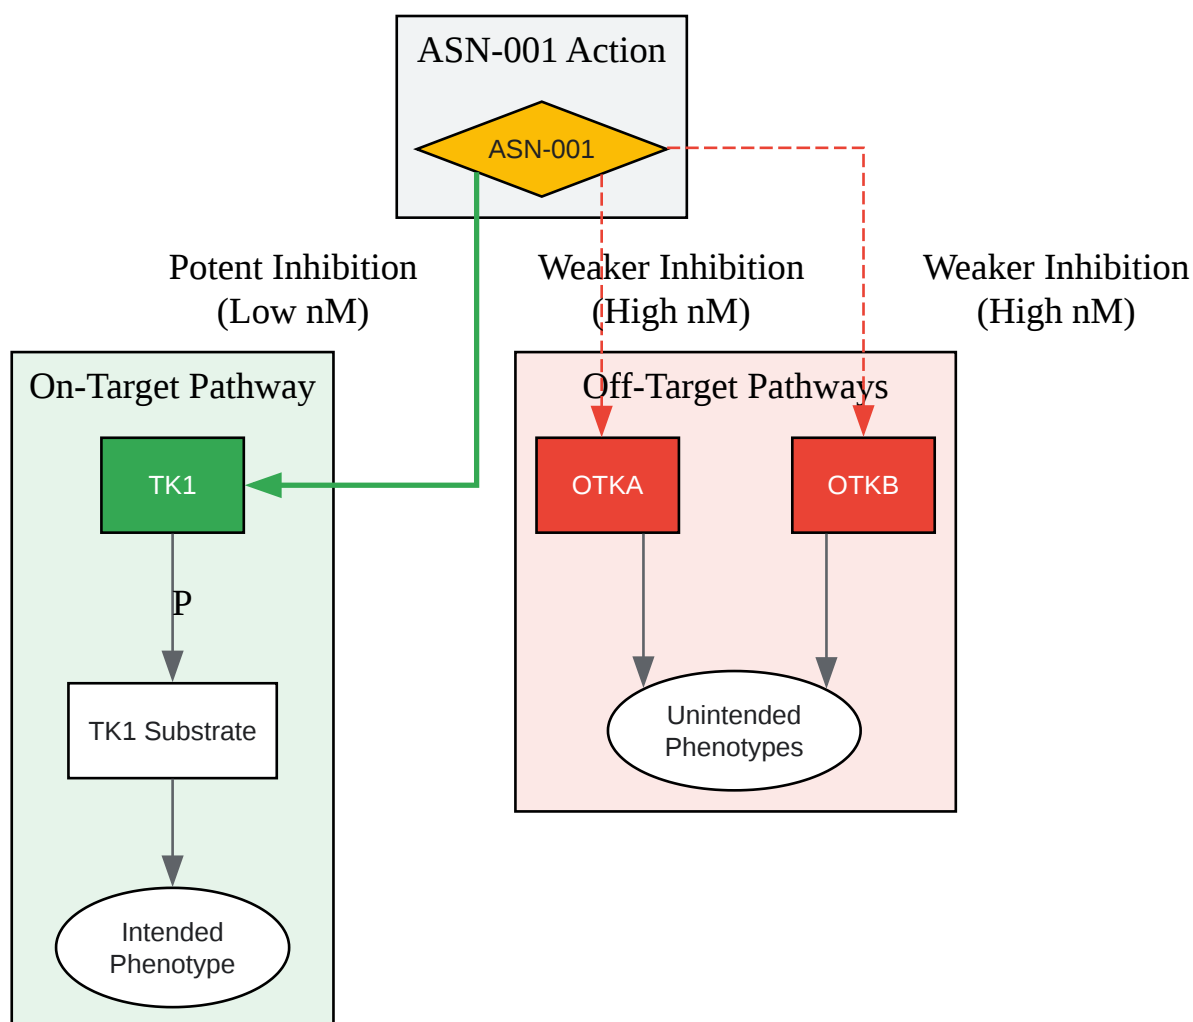 ASN-001 Action
ASN-001
Potent Inhibition
(Low nM)
Weaker Inhibition
(High nM)
Weaker Inhibition
(High nM)
On-Target Pathway
TK1
P
TK1 Substrate
Intended
Phenotype
Off-Target Pathways
OTKA
OTKB
Unintended
Phenotypes